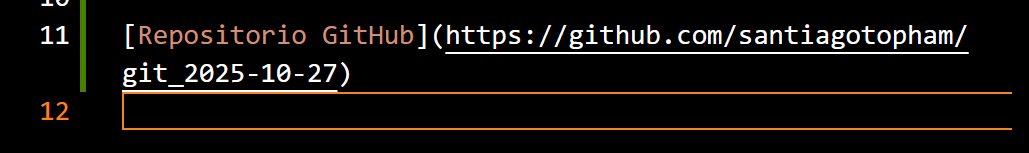 11 [Repositorio GitHub](https://github.com/santiagotopham/
git_2025-10-27)
12